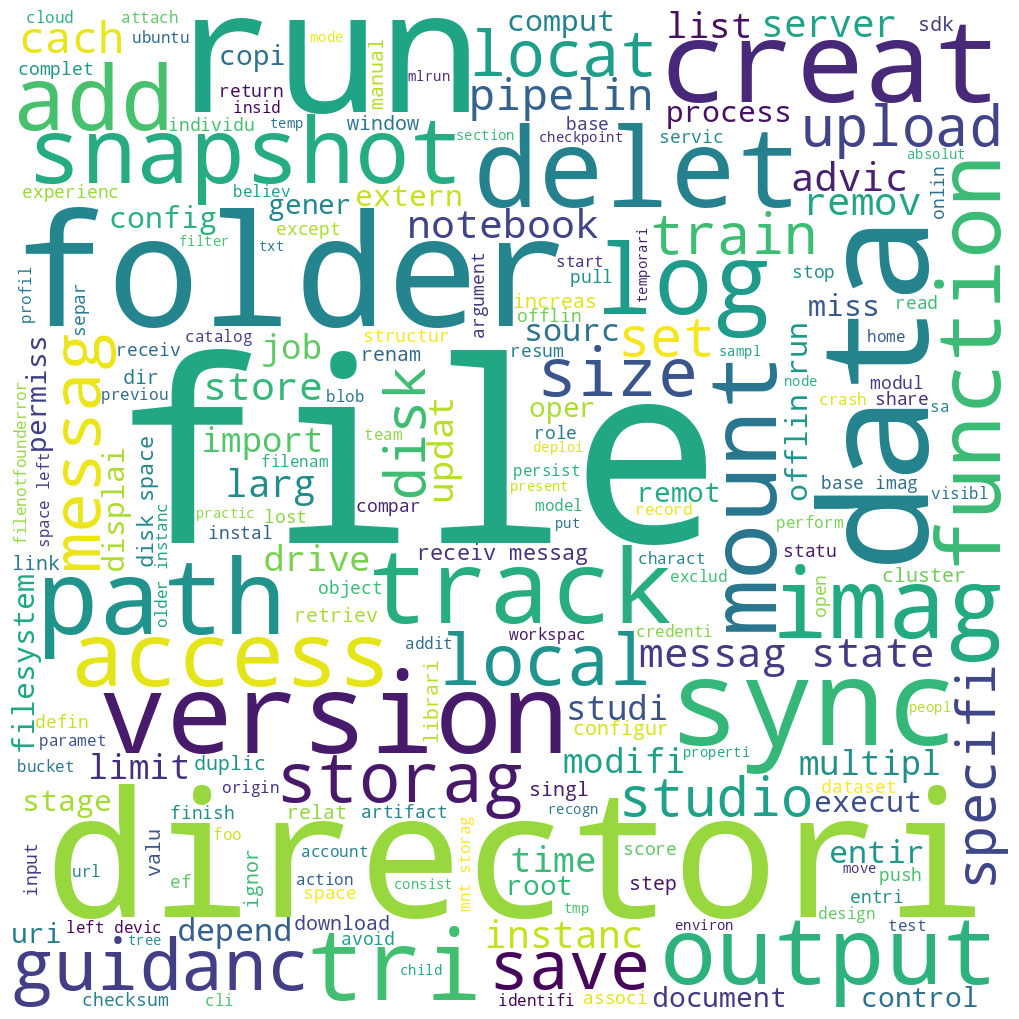 cloud attach run mode creat list server sdk
cach ubuntu copi manual locat comput
complet add return insid temp mlrun pipelin process upload
individu window section base checkpoint servic absolut
snapshot delet advic onlin function
experienc believ gener extern remov
config except notebook train data
folder filter txt argument start pull temporari log stop miss read
profil separ increas offlin
catalog structur sourc set home
messag receiv job renam resum size sampl mount offlin run
permiss dir store blob disk updat oper node modul share sa
previou file team role deploi crash
filenotfounderror space left displai disk space import filenam persist base imag visibl
larg present remot
older instanc practic lost compar model put record perform
instal
link drive receiv messag charact statu
filesystem path object track exclud open imag cluster
retriev credenti
access addit workspac local messag state specifi
version librari studi sync peopl
defin configur
paramet
bucket limit duplic modifi properti multipl
storag origin singl recogn studio dataset
stage finish relat artifact execut
directori foo mnt storag
input url valu ef ignor account action space consist time root step score entir move push
entri
left devic download design
uri tree depend avoid instanc environ test
guidanc tri child save output
checksum cli identifi associ document control tmp